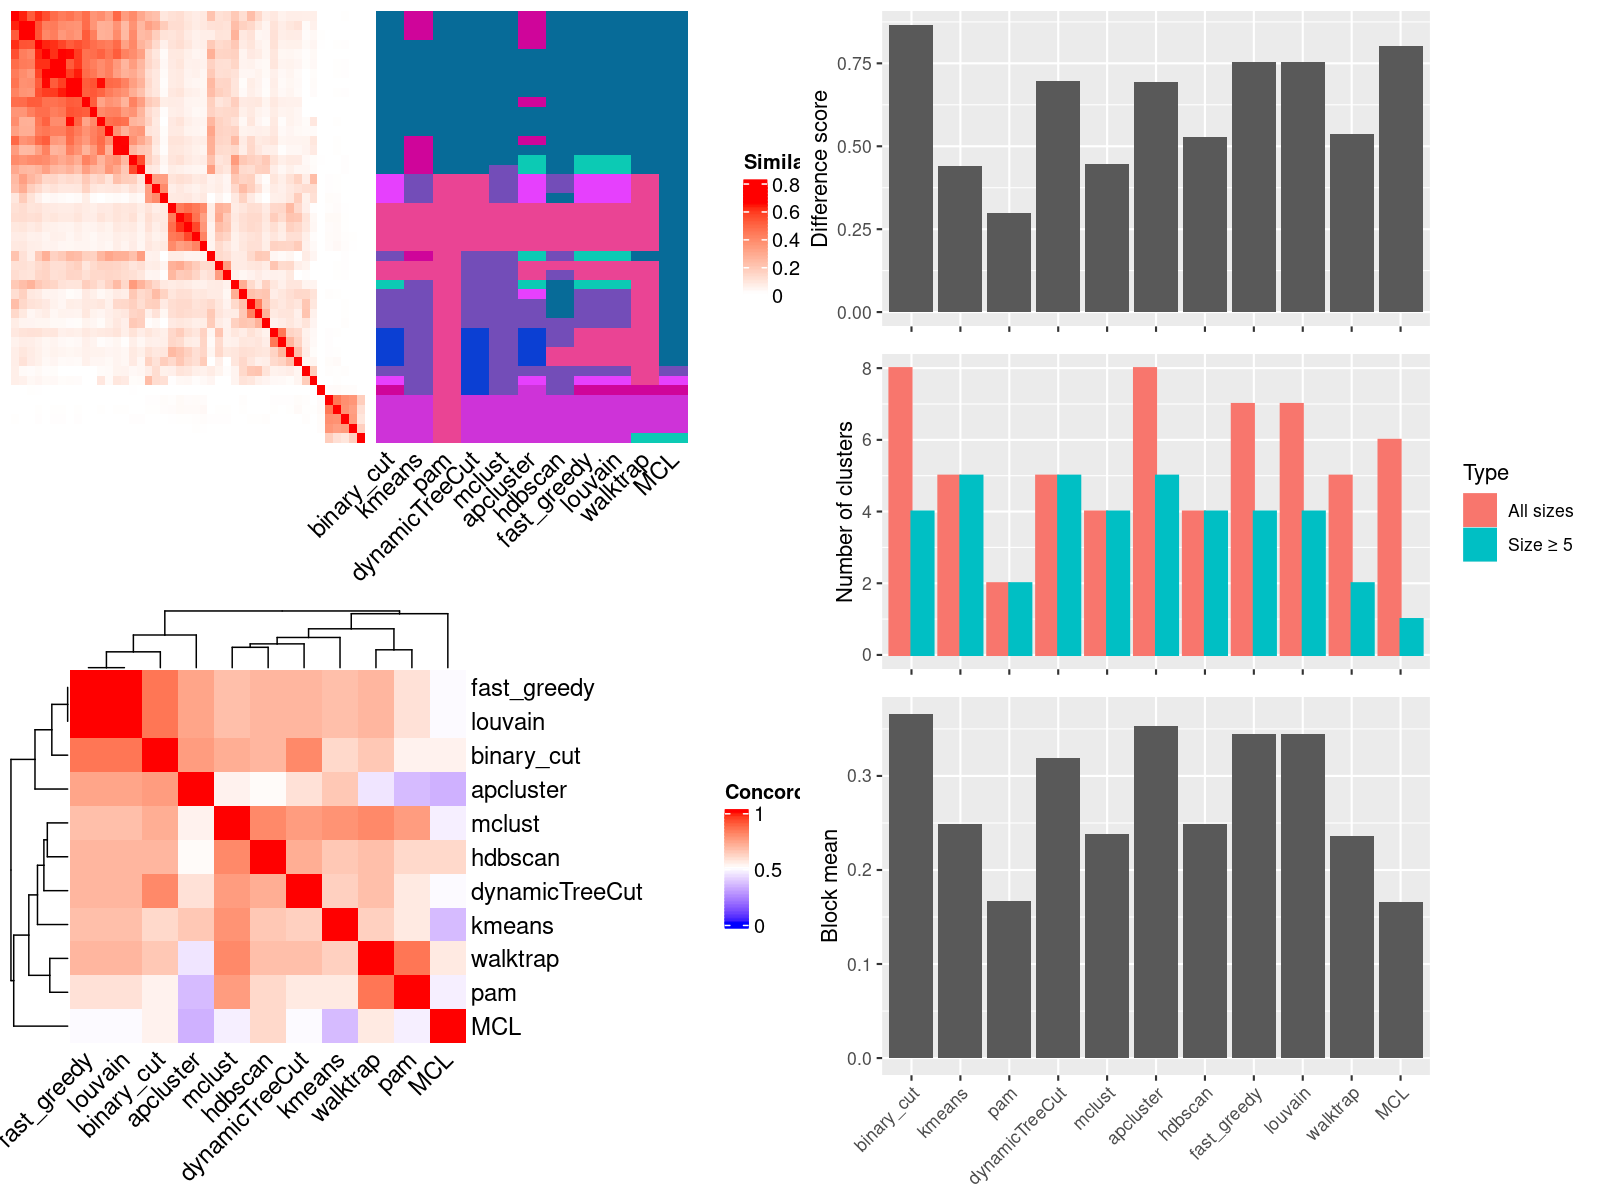 Simila
0.8
0.6
0.4
0.2
0
binary_cut
kmeans
pam
dynamicTreeCut
mclust
apcluster
hdbscan
fast_greedy
louvain
walktrap
MCL
Difference score
0.75
0.50
0.25
0.00
Number of clusters
8
6
4
2
0
Type
All sizes
Size ≥ 5
Block mean
0.3
0.2
0.1
0.0
binary_cut
kmeans
pam
dynamicTreeCut
mclust
apcluster
hdbscan
fast_greedy
louvain
walktrap
MCL
fast_greedy
louvain
binary_cut
apcluster
mclust
hdbscan
dynamicTreeCut
kmeans
walktrap
pam
MCL
fast_greedy
louvain
binary_cut
apcluster
mclust
hdbscan
dynamicTreeCut
kmeans
walktrap
pam
MCL
Concord
1
0.5
0